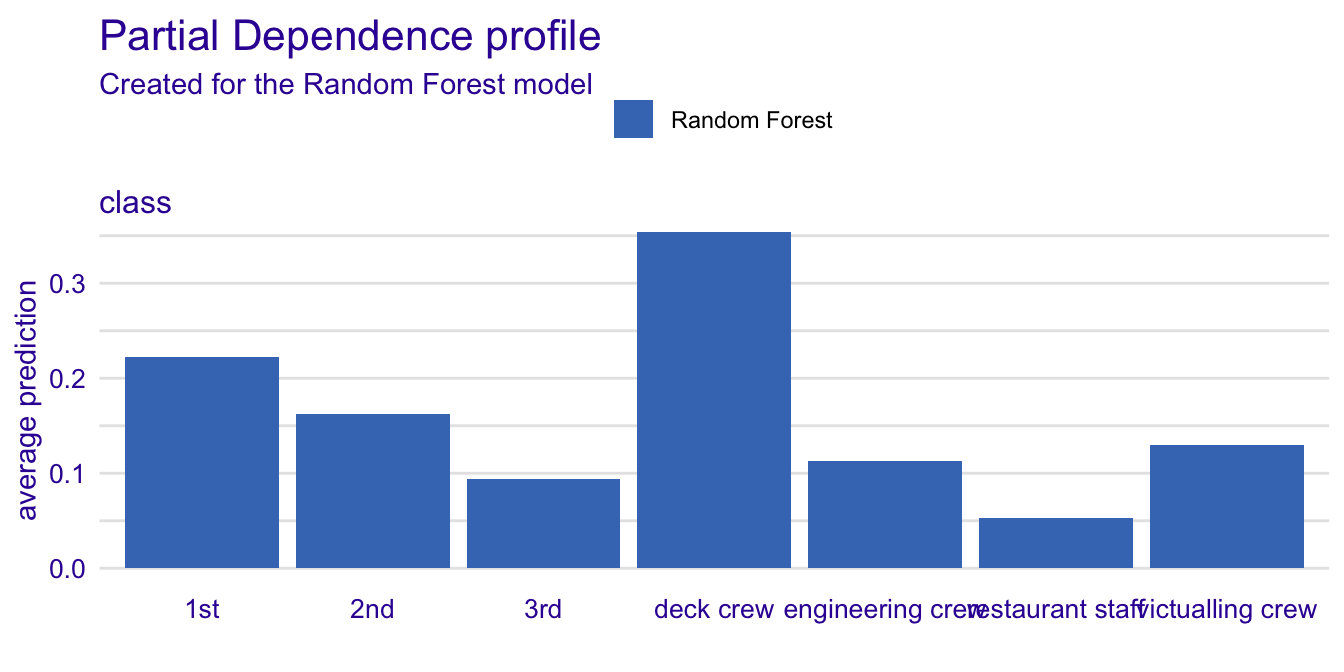 Partial Dependence profile
Created for the Random Forest model
Random Forest
class
average prediction
0.3
0.2
0.1
0.0
1st 2nd 3rd deck crew engineering crew restaurant staff victualling crew